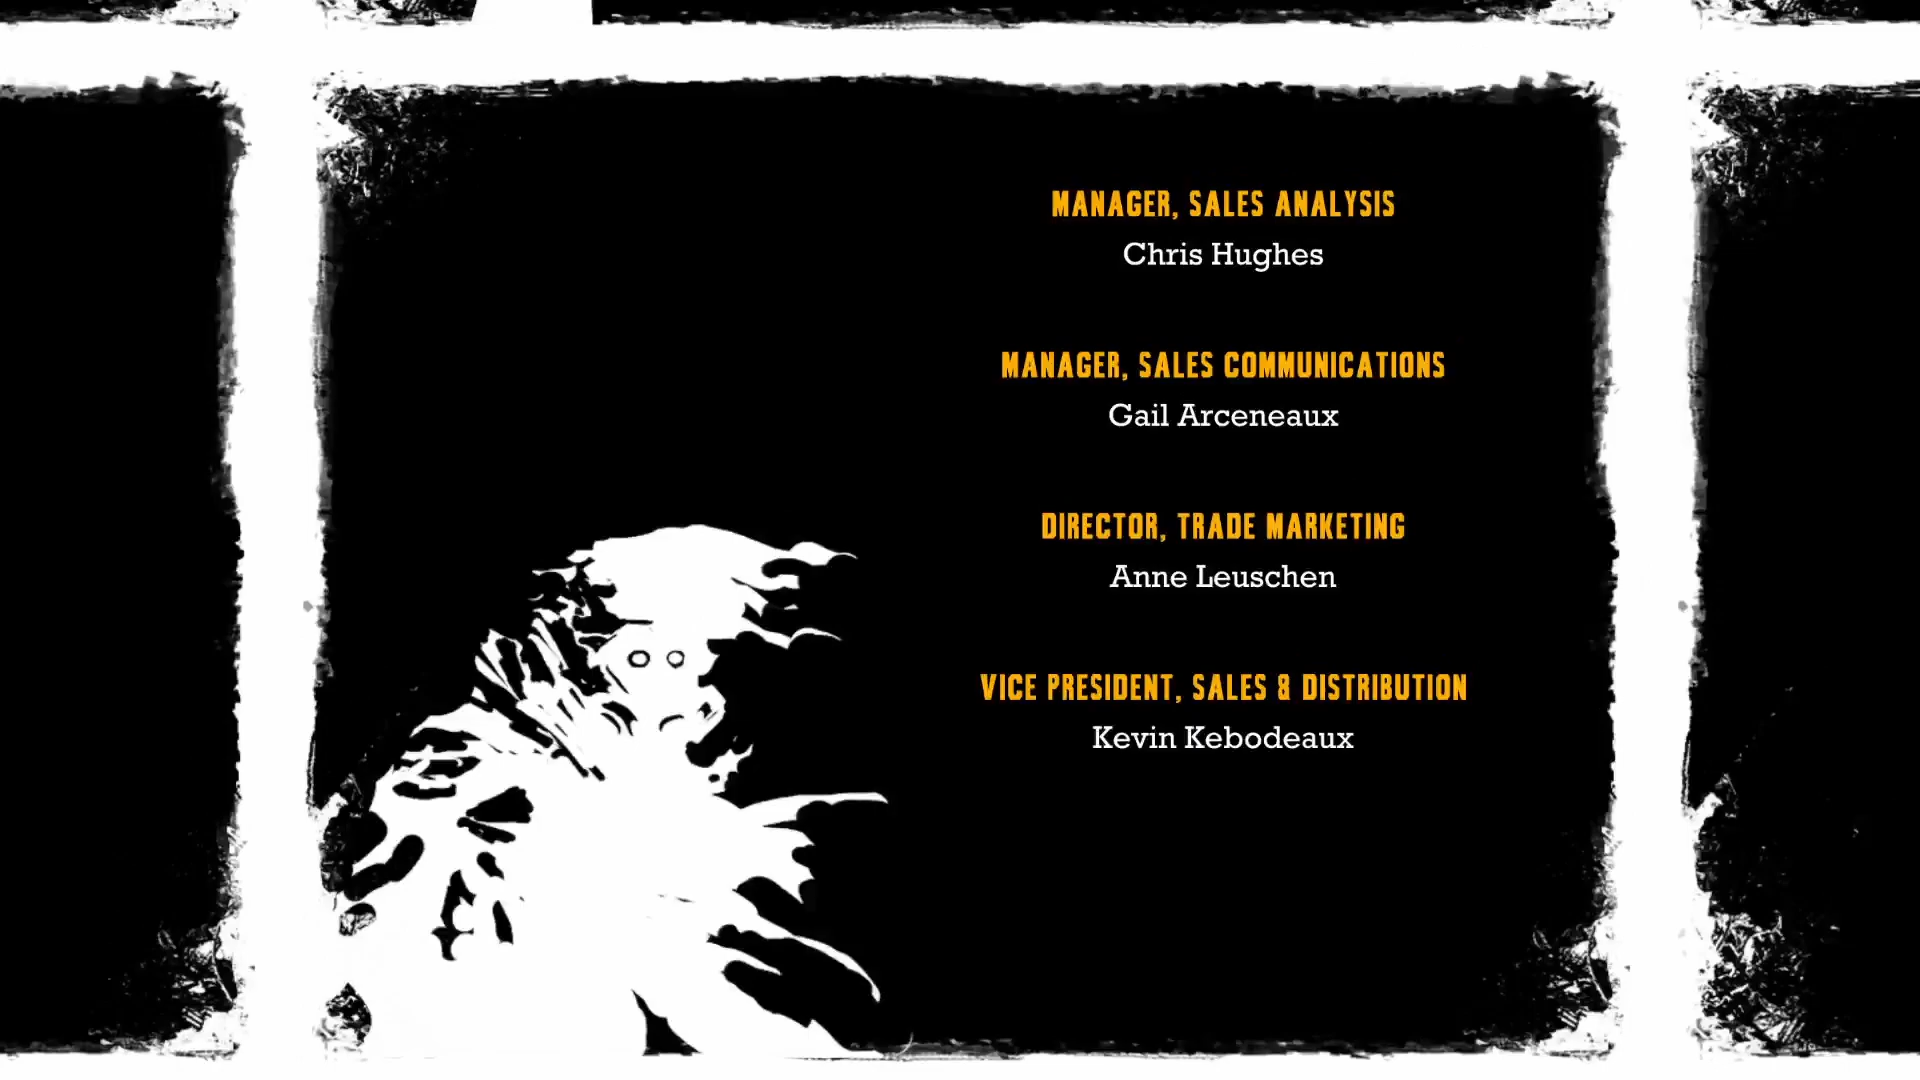 MANAGER, SALES ANALYSIS
Chris Hughes
MANAGER, SALES COMMUNICATIONS
Gail Arceneaux
DIRECTOR, TRADE MARKETING
Anne Leuschen
VICE PRESIDENT, SALES & DISTRIBUTION
Kevin Kebodeaux